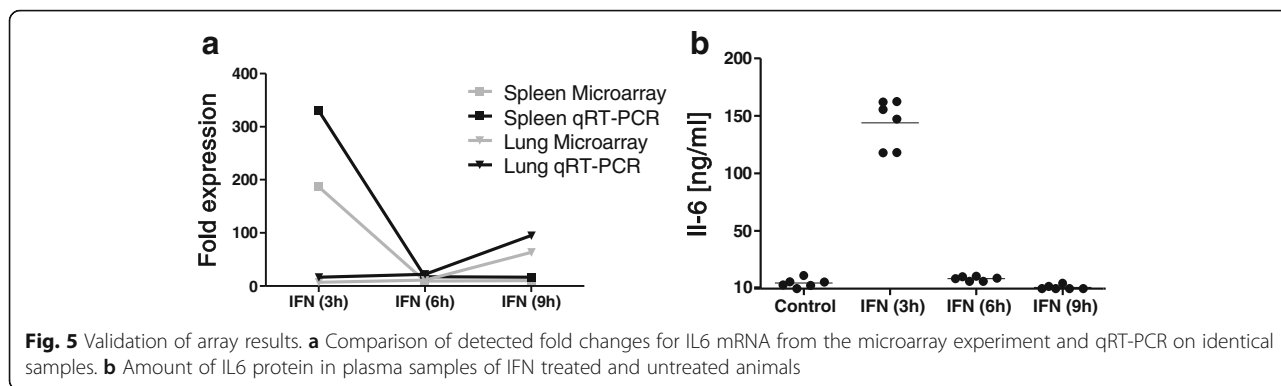 a
Fold expression
400
300
200
100
0
IFN (3h) IFN (6h) IFN (9h)
Spleen Microarray
Spleen qRT-PCR
Lung Microarray
Lung qRT-PCR
b
Il-6 [ng/ml]
200
150
100
50
10
Control IFN (3h) IFN (6h) IFN (9h)
Fig. 5 Validation of array results. a Comparison of detected fold changes for IL6 mRNA from the microarray experiment and qRT-PCR on identical
samples. b Amount of IL6 protein in plasma samples of IFN treated and untreated animals